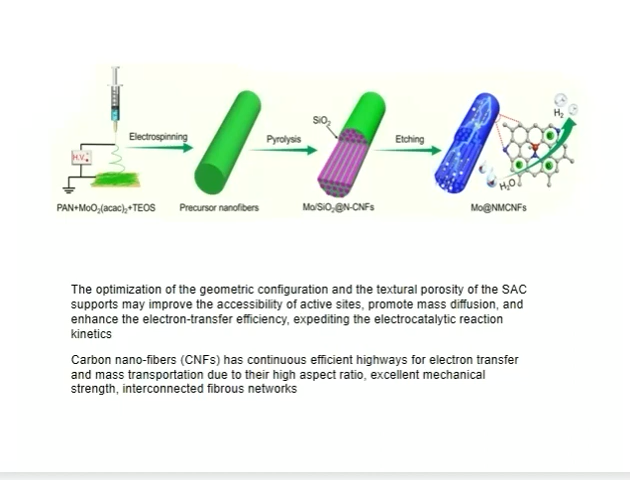 Electrospinning
SiO2
Pyrolysis
Etching
H2
H.V.
H2O
PAN+MoO2(acac)2+TEOS
Precursor nanofibers
Mo/SiO2@N-CNFs
Mo@NMCNFs
The optimization of the geometric configuration and the textural porosity of the SAC
supports may improve the accessibility of active sites, promote mass diffusion, and
enhance the electron-transfer efficiency, expediting the electrocatalytic reaction
kinetics
Carbon nano-fibers (CNFs) has continuous efficient highways for electron transfer
and mass transportation due to their high aspect ratio, excellent mechanical
strength, interconnected fibrous networks